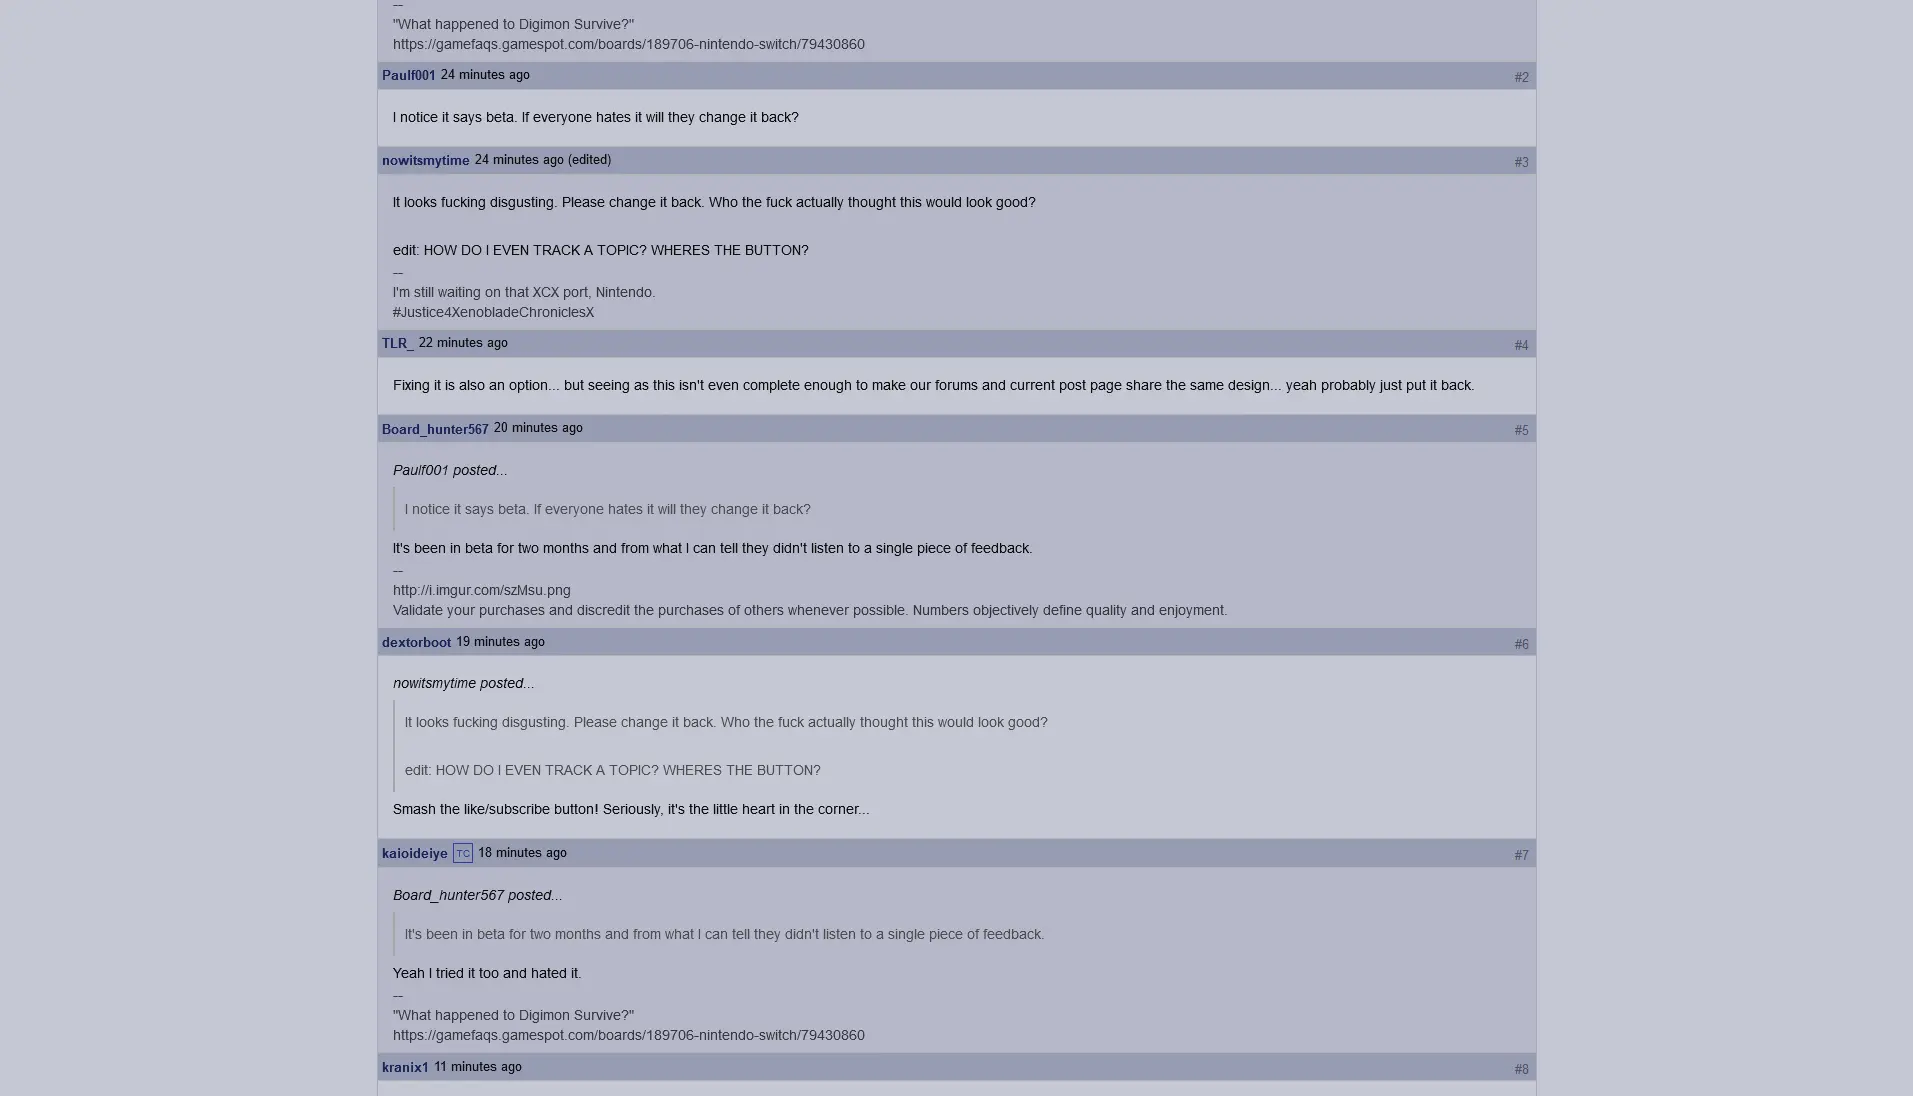 --
"What happened to Digimon Survive?"
https://gamefaqs.gamespot.com/boards/189706-nintendo-switch/79430860
Paulf001 24 minutes ago #2
I notice it says beta. If everyone hates it will they change it back?
nowitsmytime 24 minutes ago (edited) #3
It looks fucking disgusting. Please change it back. Who the fuck actually thought this would look good?
edit: HOW DO I EVEN TRACK A TOPIC? WHERES THE BUTTON?
--
I'm still waiting on that XCX port, Nintendo.
#Justice4XenobladeChroniclesX
TLR_ 22 minutes ago #4
Fixing it is also an option... but seeing as this isn't even complete enough to make our forums and current post page share the same design... yeah probably just put it back.
Board_hunter567 20 minutes ago #5
Paulf001 posted...
I notice it says beta. If everyone hates it will they change it back?
It's been in beta for two months and from what I can tell they didn't listen to a single piece of feedback.
--
http://i.imgur.com/szMsu.png
Validate your purchases and discredit the purchases of others whenever possible. Numbers objectively define quality and enjoyment.
dextorboot 19 minutes ago #6
nowitsmytime posted...
It looks fucking disgusting. Please change it back. Who the fuck actually thought this would look good?
edit: HOW DO I EVEN TRACK A TOPIC? WHERES THE BUTTON?
Smash the like/subscribe button! Seriously, it's the little heart in the corner...
kaioideiye TC 18 minutes ago #7
Board_hunter567 posted...
It's been in beta for two months and from what I can tell they didn't listen to a single piece of feedback.
Yeah I tried it too and hated it.
--
"What happened to Digimon Survive?"
https://gamefaqs.gamespot.com/boards/189706-nintendo-switch/79430860
kranix1 11 minutes ago #8